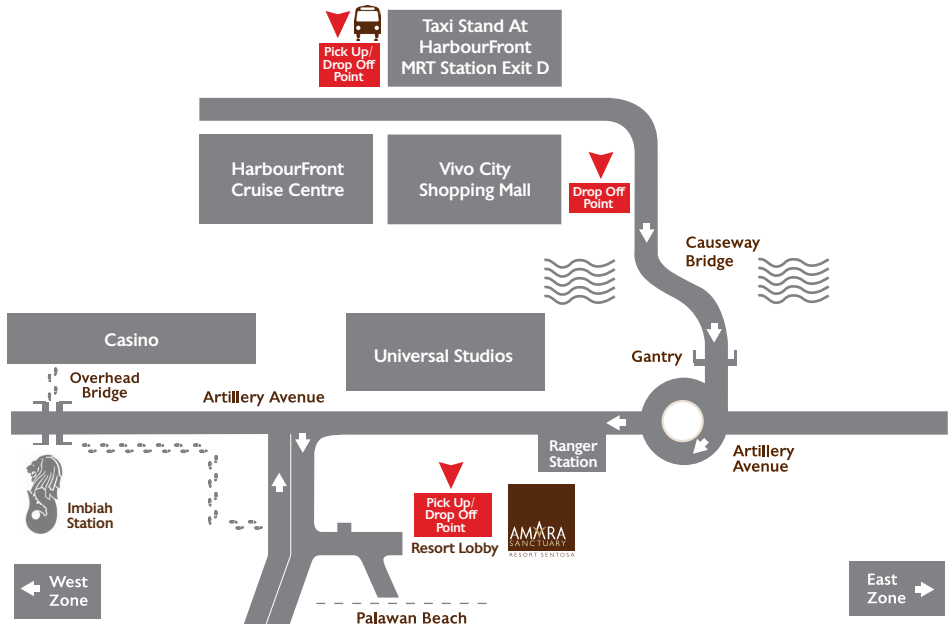 Pick Up/
Drop Off
Point
Taxi Stand At
HarbourFront
MRT Station Exit D
HarbourFront
Cruise Centre
Vivo City
Shopping Mall
Drop Off
Point
Causeway
Bridge
Casino
Universal Studios
Gantry
Overhead
Bridge
Artillery Avenue
Ranger
Station
Artillery
Avenue
Imbiah
Station
Pick Up/
Drop Off
Point
Resort Lobby
AMARA
SANCTUARY
RESORT SENTOSA
West
Zone
East
Zone
Palawan Beach